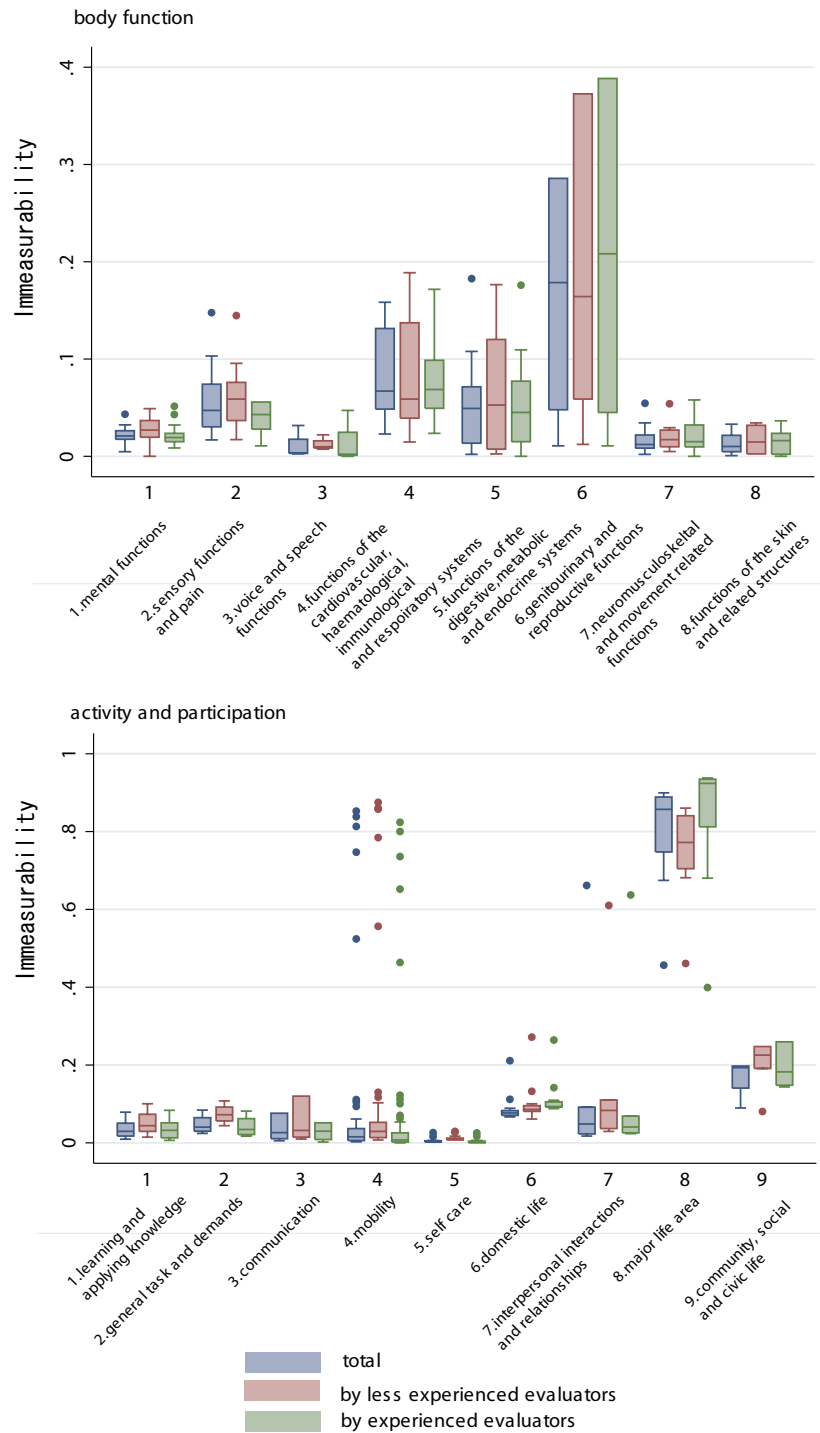 body function
Immeasurability
.4
.3
.2
.1
0
1 2 3 4 5 6 7 8
1.mental functions
2.sensory functions
and pain
3.voice and speech
functions
4.functions of the
cardiovascular,
haematological,
immunological
and respiratory systems
5.functions of the
digestive, metabolic
and endocrine systems
6.genitourinary and
reproductive functions
7.neuromusculoskeltal
and movement related
functions
8.functions of the skin
and related structures
activity and participation
Immeasurability
1
.8
.6
.4
.2
0
1 2 3 4 5 6 7 8 9
1.learning and
applying knowledge
2.general task and demands
3.communication
4.mobility
5.self care
6.domestic life
7.interpersonal interactions
and relationships
8.major life area
9.community, social
and civic life
total
by less experienced evaluators
by experienced evaluators